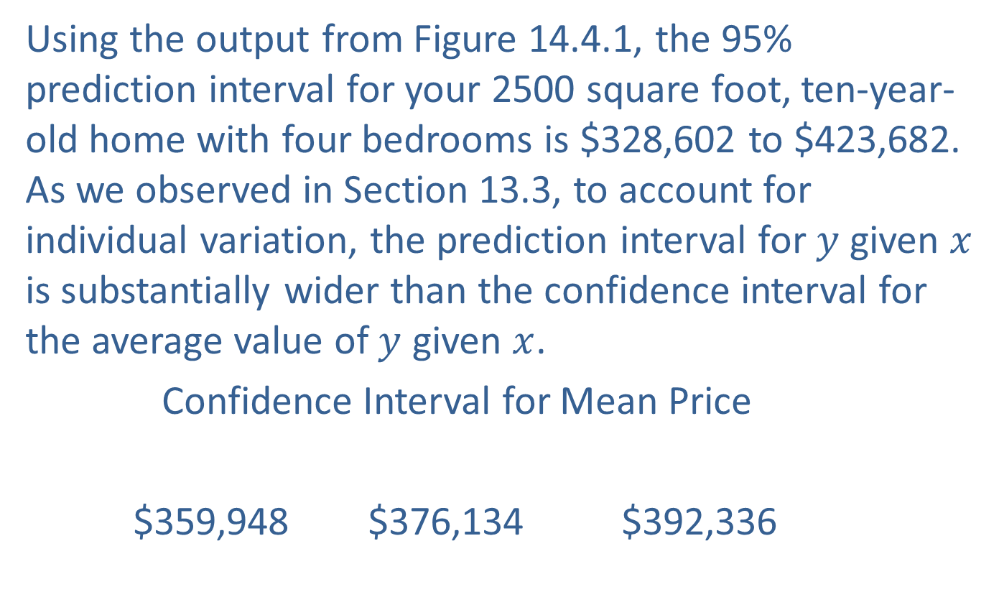 Using the output from Figure 14.4.1, the 95%
prediction interval for your 2500 square foot, ten-year-
old home with four bedrooms is $328,602 to $423,682.
As we observed in Section 13.3, to account for
individual variation, the prediction interval for y given x
is substantially wider than the confidence interval for
the average value of y given x.
Confidence Interval for Mean Price
$359,948 $376,134 $392,336